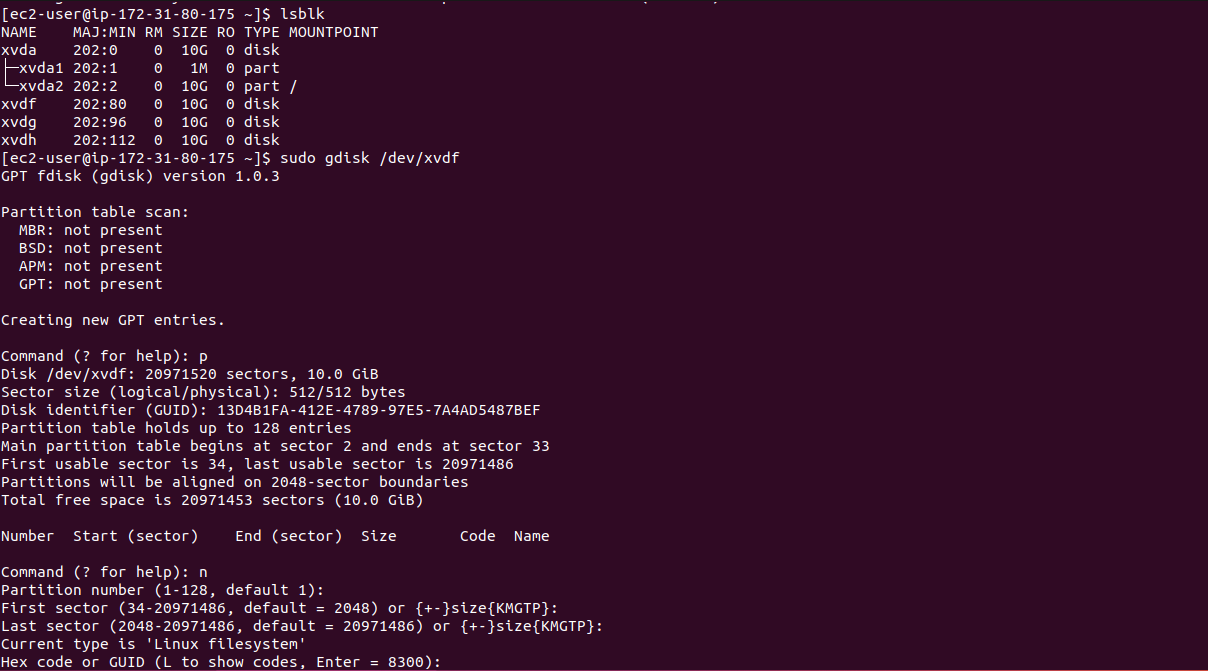 [ec2-user@ip-172-31-80-175 ~]$ lsblk
NAME    MAJ:MIN RM SIZE RO TYPE MOUNTPOINT
xvda    202:0    0  10G  0 disk
├─xvda1 202:1    0   1M  0 part
└─xvda2 202:2    0  10G  0 part /
xvdf    202:80   0  10G  0 disk
xvdg    202:96   0  10G  0 disk
xvdh    202:112  0  10G  0 disk
[ec2-user@ip-172-31-80-175 ~]$ sudo gdisk /dev/xvdf
GPT fdisk (gdisk) version 1.0.3

Partition table scan:
  MBR: not present
  BSD: not present
  APM: not present
  GPT: not present

Creating new GPT entries.

Command (? for help): p
Disk /dev/xvdf: 20971520 sectors, 10.0 GiB
Sector size (logical/physical): 512/512 bytes
Disk identifier (GUID): 13D4B1FA-412E-4789-97E5-7A4AD5487BEF
Partition table holds up to 128 entries
Main partition table begins at sector 2 and ends at sector 33
First usable sector is 34, last usable sector is 20971486
Partitions will be aligned on 2048-sector boundaries
Total free space is 20971453 sectors (10.0 GiB)

Number  Start (sector)    End (sector)  Size       Code  Name

Command (? for help): n
Partition number (1-128, default 1):
First sector (34-20971486, default = 2048) or {+-}size{KMGTP}:
Last sector (2048-20971486, default = 20971486) or {+-}size{KMGTP}:
Current type is 'Linux filesystem'
Hex code or GUID (L to show codes, Enter = 8300):